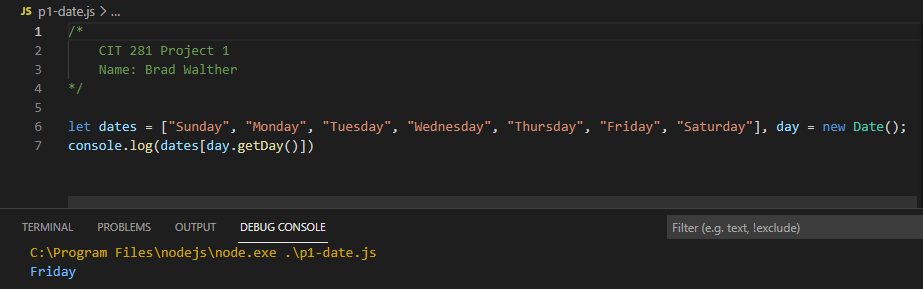 JS p1-date.js > ...
1 /*
2 CIT 281 Project 1
3 Name: Brad Walther
4 */
5
6 let dates = ["Sunday", "Monday", "Tuesday", "Wednesday", "Thursday", "Friday", "Saturday"], day = new Date();
7 console.log(dates[day.getDay()])
TERMINAL PROBLEMS OUTPUT DEBUG CONSOLE Filter (e.g. text, !exclude)
C:\Program Files\nodejs\node.exe .\p1-date.js
Friday